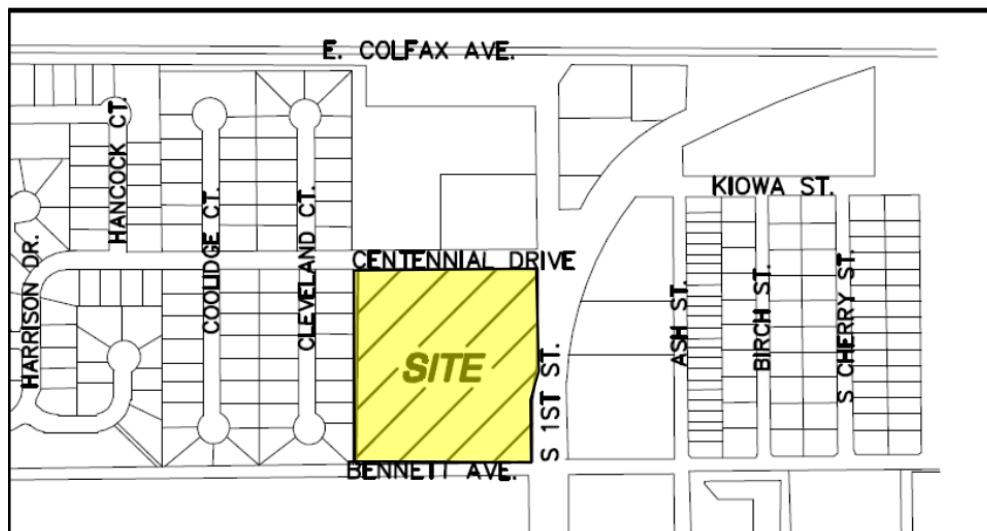 E. COLFAX AVE.
HANCOCK CT.
KIOWA ST.
HARRISON DR.
COOLIDGE CT.
CLEVELAND CT.
CENTENNIAL DRIVE
ASH ST.
BIRCH ST.
S CHERRY ST.
SITE
S 1ST ST.
BENNETT AVE.